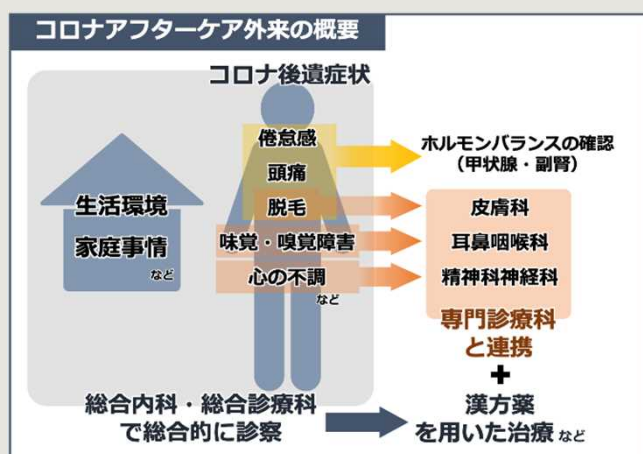 コロナアフターケア外来の概要
コロナ後遺症状
倦怠感
頭痛
脱毛
味覚・嗅覚障害
心の不調
など
生活環境
家庭事情
など
ホルモンバランスの確認
(甲状腺・副腎)
皮膚科
耳鼻咽喉科
精神科神経科
専門診療科
と連携
+
総合内科・総合診療科
で総合的に診察
漢方薬
を用いた治療 など